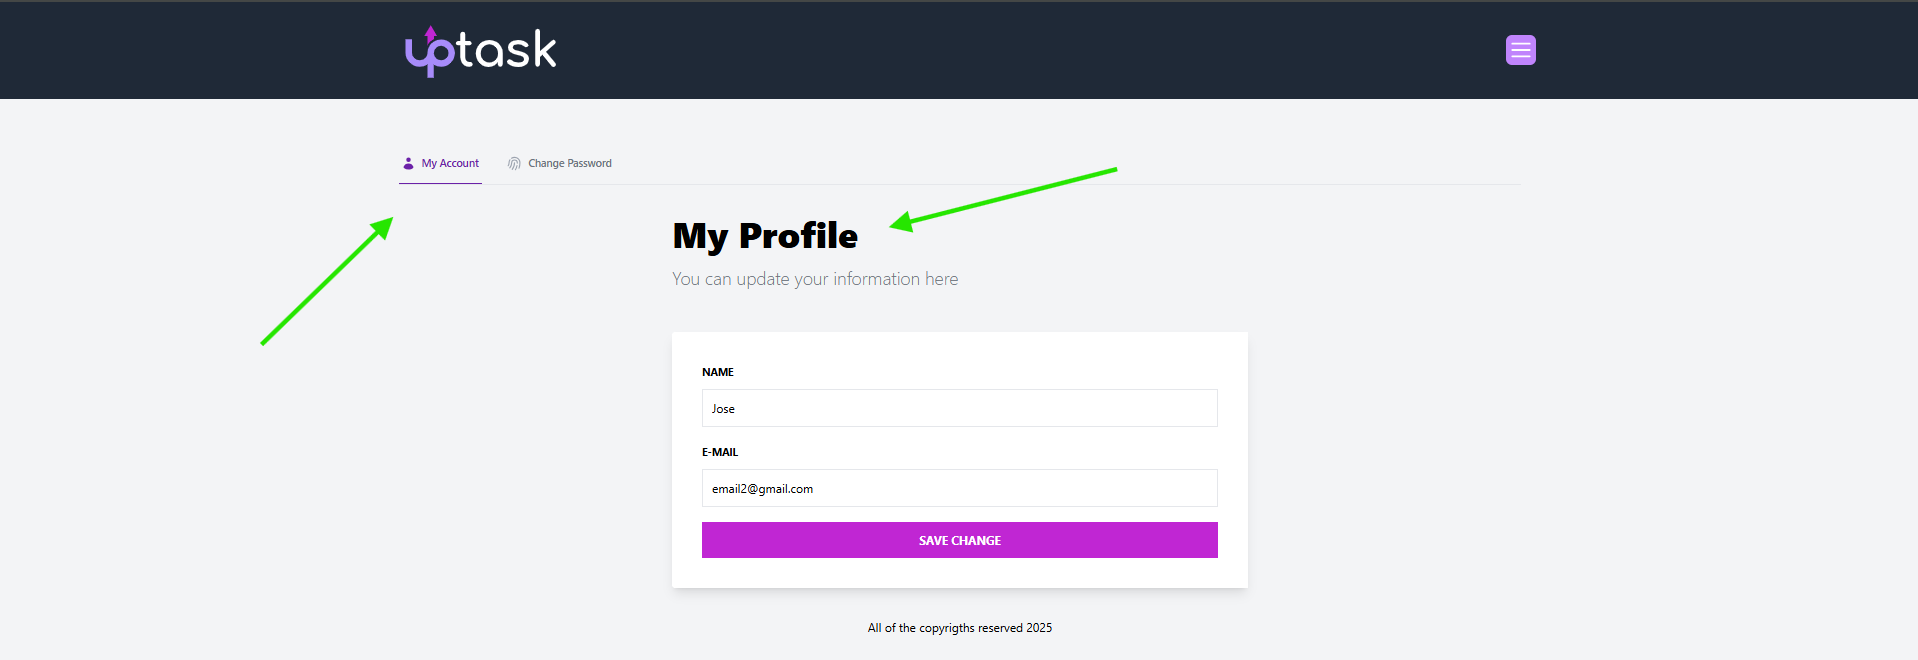 uptask
My Account
Change Password
My Profile
You can update your information here
NAME
Jose
E-MAIL
email2@gmail.com
SAVE CHANGE
All of the copyrigths reserved 2025